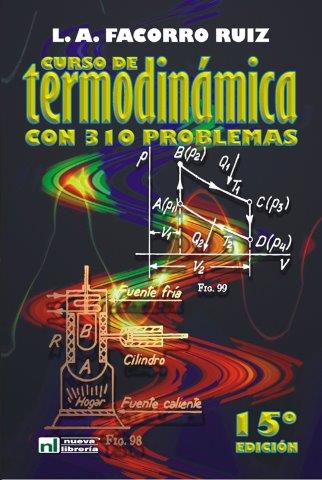 L. A. FACORRO RUIZ
CURSO DE
termodinámica
CON 310 PROBLEMAS
P
B(p2)
Q1
T1
A(p1)
C(p3)
V1
Q2
T2
D(p4)
V2
V
FIG. 99
Fuente fría
R
B
A
Cilindro
Hogar
Fuente caliente
FIG. 98
nl nueva
librería
15º
EDICIÓN